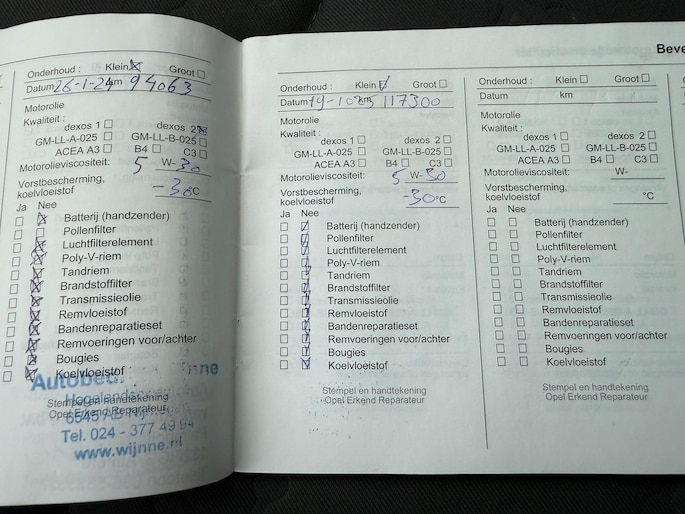 Beve
Onderhoud : Klein ☒ Groot ☐
Datum 26-1-24 km 94063
Motorolie
Kwaliteit :
dexos 1 ☐ dexos 2 ☒
GM-LL-A-025 ☐ GM-LL-B-025 ☐
ACEA A3 ☐ B4 ☐ C3 ☐
Motorolieviscositeit: 5 W- 30
Vorstbescherming,
koelvloeistof -30°C
Ja Nee
Batterij (handzender)
Pollenfilter
Luchtfilterelement
Poly-V-riem
Tandriem
Brandstoffilter
Transmissieolie
Remvloeistof
Bandenreparatieset
Remvoeringen voor/achter
Bougies
Koelvloeistof
Stempel en handtekening
Opel Erkend Reparateur
Tel. 024 - 377 49 94
www.wijnne.nl
Onderhoud : Klein ☑ Groot ☐
Datum km 117300
Motorolie
Kwaliteit :
dexos 1 ☐ dexos 2 ☐
GM-LL-A-025 ☐ GM-LL-B-025 ☐
ACEA A3 ☐ B4 ☐ C3 ☐
Motorolieviscositeit: 5 W- 30
Vorstbescherming,
koelvloeistof -30°C
Ja Nee
Batterij (handzender)
Pollenfilter
Luchtfilterelement
Poly-V-riem
Tandriem
Brandstoffilter
Transmissieolie
Remvloeistof
Bandenreparatieset
Remvoeringen voor/achter
Bougies
Koelvloeistof
Stempel en handtekening
Opel Erkend Reparateur
Onderhoud : Klein ☐ Groot ☐
Datum km
Motorolie
Kwaliteit :
dexos 1 ☐ dexos 2 ☐
GM-LL-A-025 ☐ GM-LL-B-025 ☐
ACEA A3 ☐ B4 ☐ C3 ☐
Motorolieviscositeit: W-
Vorstbescherming,
koelvloeistof °C
Ja Nee
Batterij (handzender)
Pollenfilter
Luchtfilterelement
Poly-V-riem
Tandriem
Brandstoffilter
Transmissieolie
Remvloeistof
Bandenreparatieset
Remvoeringen voor/achter
Bougies
Koelvloeistof
Stempel en handtekening
Opel Erkend Reparateur